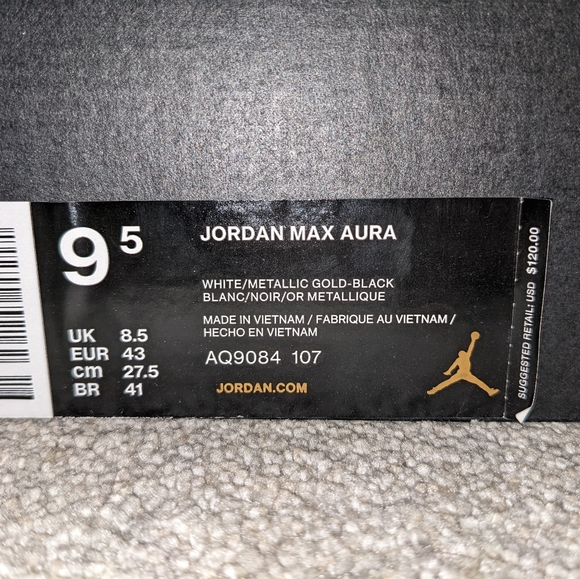 9 5
JORDAN MAX AURA
WHITE/METALLIC GOLD-BLACK
BLANC/NOIR/OR METALLIQUE
MADE IN VIETNAM / FABRIQUE AU VIETNAM /
HECHO EN VIETNAM
UK 8.5
EUR 43
cm 27.5
BR 41
AQ9084 107
JORDAN.COM
SUGGESTED RETAIL: USD $120.00